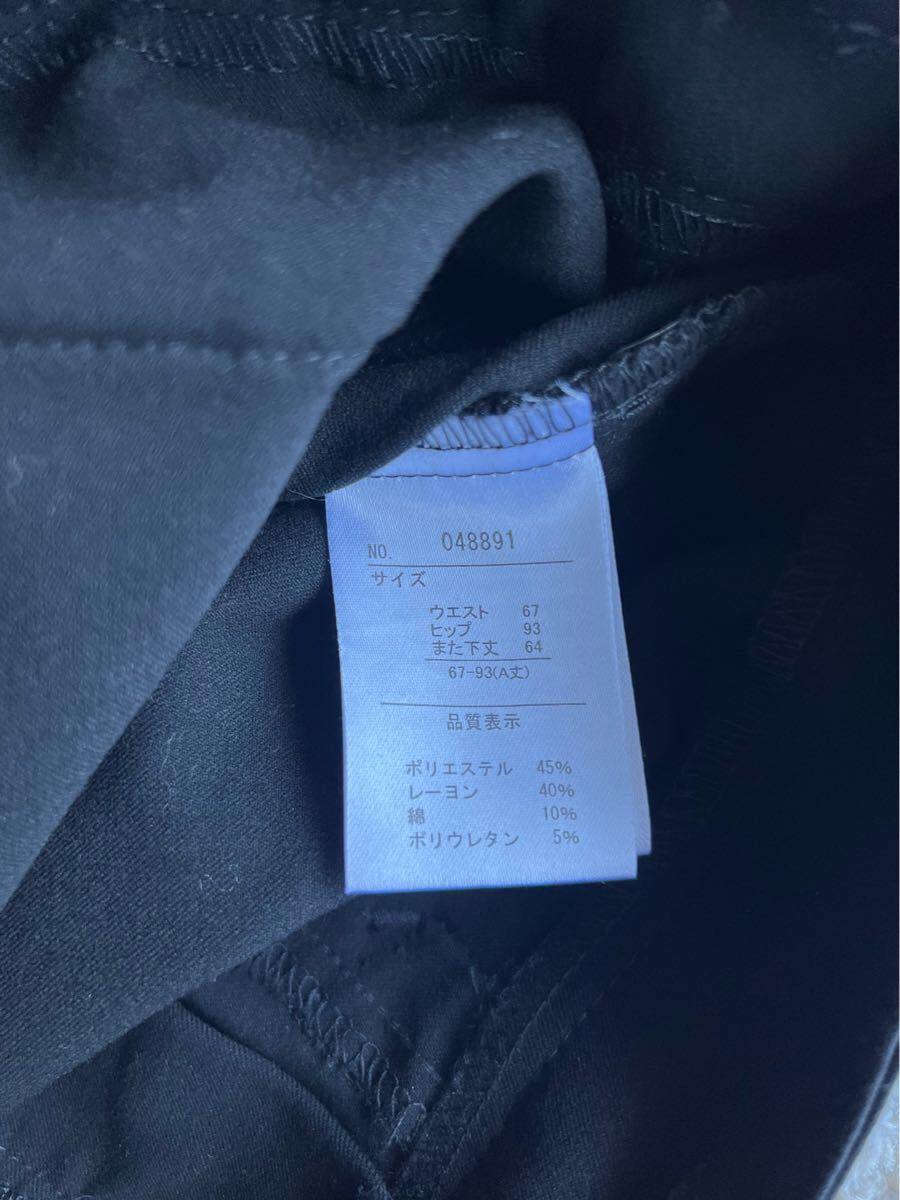 NO. 048891
サイズ
ウエスト 67
ヒップ 93
また下丈 64
67-93(A丈)
品質表示
ポリエステル 45%
レーヨン 40%
綿 10%
ポリウレタン 5%